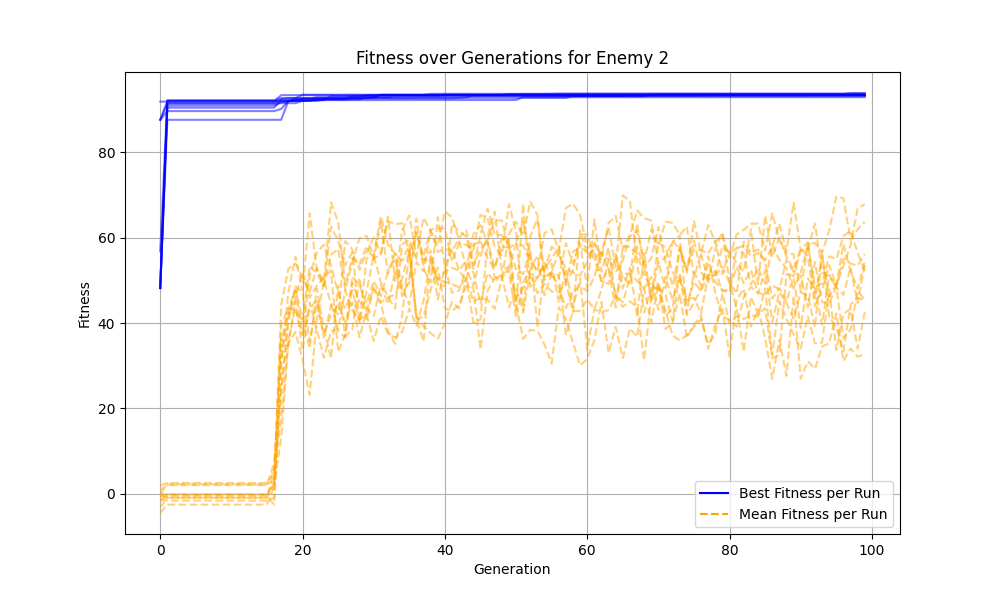 Fitness over Generations for Enemy 2
Fitness
80
60
40
20
0
0 20 40 60 80 100
Generation
Best Fitness per Run
Mean Fitness per Run